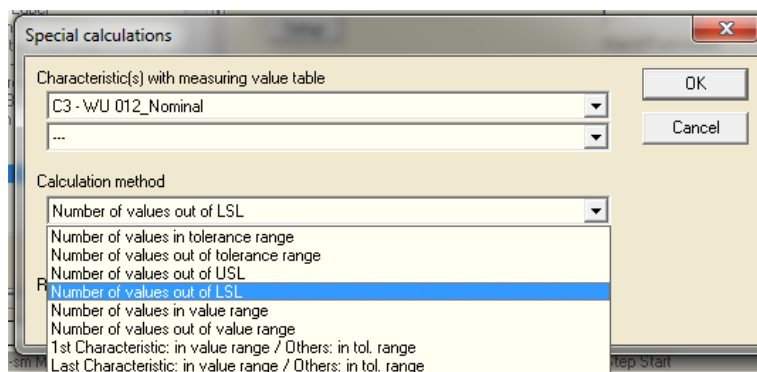 Special calculations
Characteristic(s) with measuring value table
OK
C3 - WU 012_Nominal
---
Cancel
Calculation method
Number of values out of LSL
Number of values in tolerance range
Number of values out of tolerance range
Number of values out of USL
Number of values out of LSL
Number of values in value range
Number of values out of value range
1st Characteristic: in value range / Others: in tol. range
Last Characteristic: in value range / Others: in tol. range